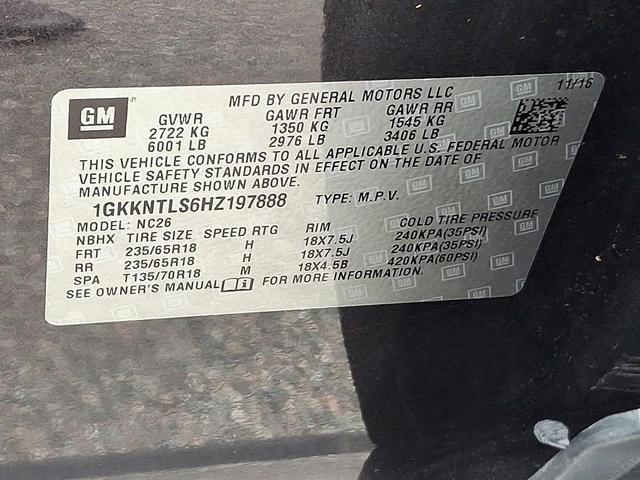 GM
MFD BY GENERAL MOTORS LLC 11/16
GVWR GAWR FRT GAWR RR
2722 KG 1350 KG 1545 KG
6001 LB 2976 LB 3406 LB
THIS VEHICLE CONFORMS TO ALL APPLICABLE U.S. FEDERAL MOTOR
VEHICLE SAFETY STANDARDS IN EFFECT ON THE DATE OF
MANUFACTURE SHOWN ABOVE.
1GKKNTLS6HZ197888 TYPE: M.P.V.
MODEL: NC26
NBHX TIRE SIZE SPEED RTG RIM COLD TIRE PRESSURE
FRT 235/65R18 H 18X7.5J 240KPA(35PSI)
RR 235/65R18 H 18X7.5J 240KPA(35PSI)
SPA T135/70R18 M 18X4.5B 420KPA(60PSI)
SEE OWNER'S MANUAL i FOR MORE INFORMATION.